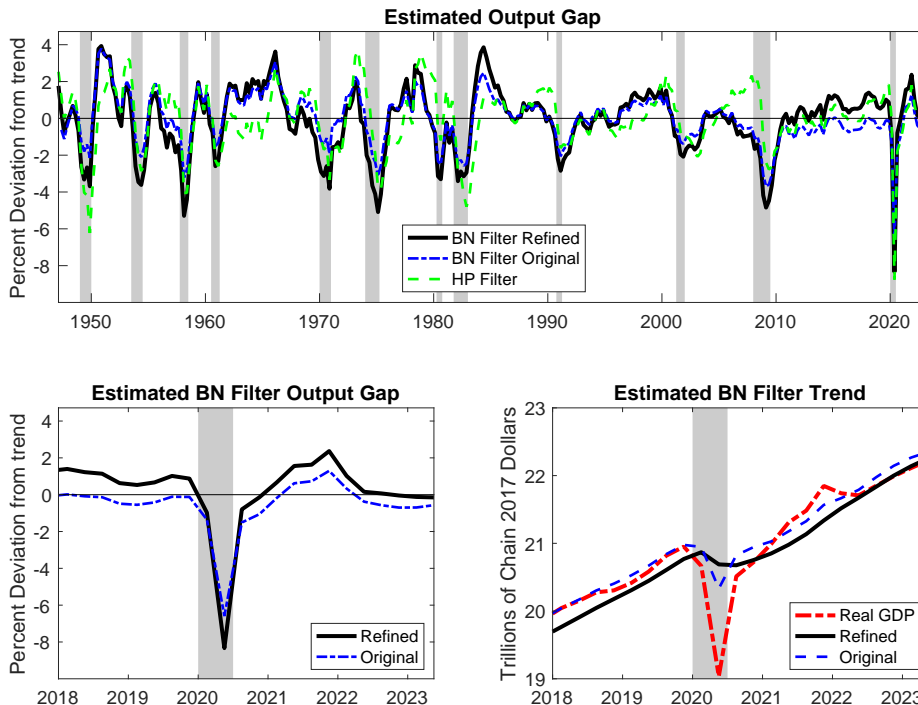 Estimated Output Gap
Percent Deviation from trend
4
2
0
-2
-4
-6
-8
BN Filter Refined
BN Filter Original
HP Filter
1950 1960 1970 1980 1990 2000 2010 2020
Estimated BN Filter Output Gap
Percent Deviation from trend
4
2
0
-2
-4
-6
-8
Refined
Original
2018 2019 2020 2021 2022 2023
Estimated BN Filter Trend
Trillions of Chain 2017 Dollars
23
22
21
20
19
Real GDP
Refined
Original
2018 2019 2020 2021 2022 2023